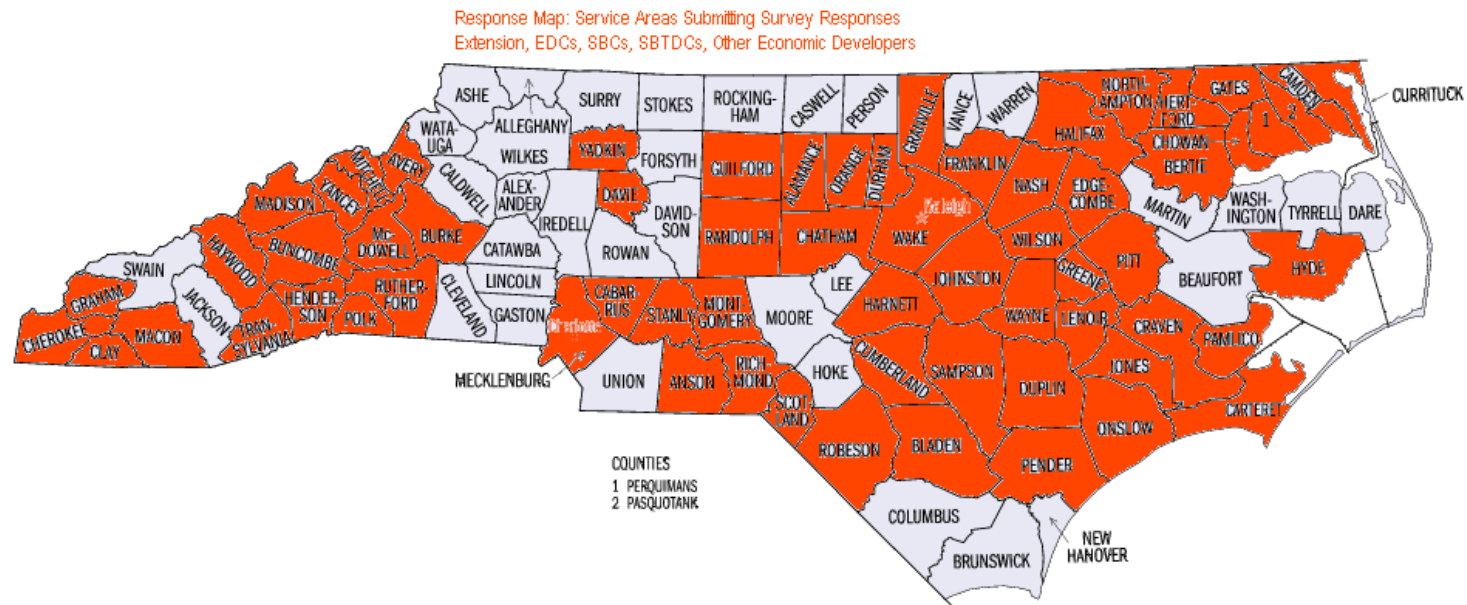 Response Map: Service Areas Submitting Survey Responses
Extension, EDCs, SBCs, SBTDCs, Other Economic Developers
ASHE
ALLEGHANY
SURRY
STOKES
ROCKING-
HAM
CASWELL
PERSON
GRANVILLE
VANCE
WARREN
NORTH-
AMPTON
HERT-
FORD
GATES
CAMDEN
CURRITUCK
WATA-
UGA
WILKES
YADKIN
FORSYTH
GUILFORD
ALAMANCE
ORANGE
DURHAM
FRANKLIN
HALIFAX
CHOWAN
BERTIE
1
2
MITCHELL
AVERY
CALDWELL
ALEX-
ANDER
DAVIE
NASH
EDGE-
COMBE
MARTIN
WASH-
INGTON
TYRRELL
DARE
MADISON
YANCEY
IREDELL
DAVID-
SON
Raleigh
BUNCOMBE
Mc-
DOWELL
BURKE
CATAWBA
ROWAN
RANDOLPH
CHATHAM
WAKE
WILSON
PITT
BEAUFORT
HYDE
HAYWOOD
SWAIN
GRAHAM
JACKSON
RUTHER-
FORD
LINCOLN
CLEVELAND
GASTON
CABAR-
RUS
STANLY
MONT-
GOMERY
MOORE
LEE
HARNETT
JOHNSTON
GREENE
WAYNE
LENOIR
CRAVEN
PAMLICO
CHEROKEE
CLAY
MACON
TRAN-
SYLVANIA
HENDER-
SON
POLK
Charlotte
MECKLENBURG
UNION
ANSON
RICH-
MOND
SCOT-
LAND
HOKE
CUMBERLAND
SAMPSON
DUPLIN
JONES
CARTERET
ONSLOW
ROBESON
BLADEN
PENDER
COUNTIES
1 PERQUIMANS
2 PASQUOTANK
COLUMBUS
BRUNSWICK
NEW
HANOVER